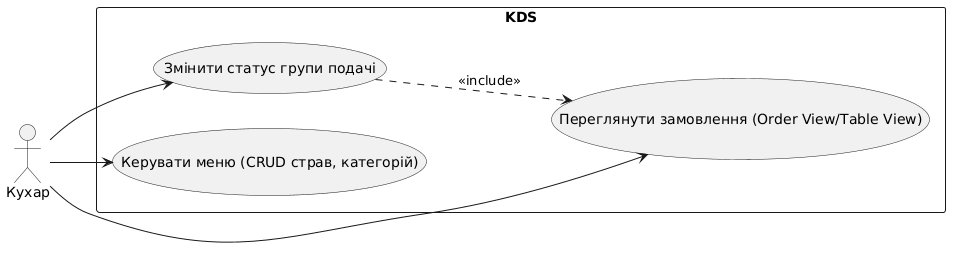 KDS
Змінити статус групи подачі
«include»
Переглянути замовлення (Order View/Table View)
Керувати меню (CRUD страв, категорій)
Кухар